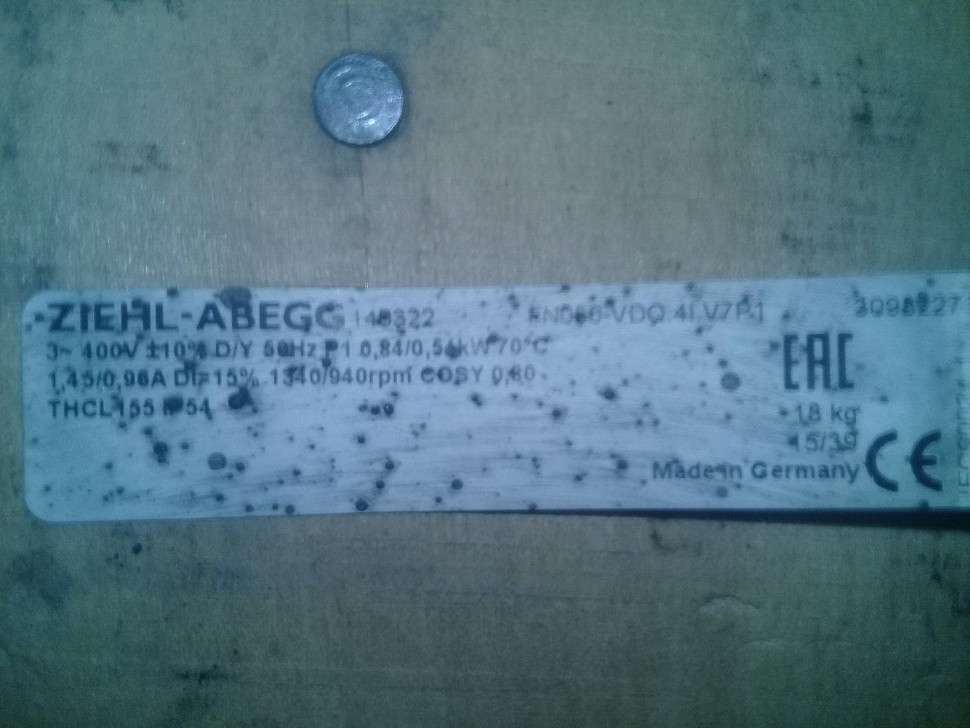 ZIEHL-ABEGG 148322
3~ 400V ±10% D/Y 50Hz P1 0,84/0,54kW 70°C
1,45/0,96A DI=15% 1340/940rpm COSY 0,80
THCL155 IP54
EAC
18 kg
15/39
Made in Germany CE